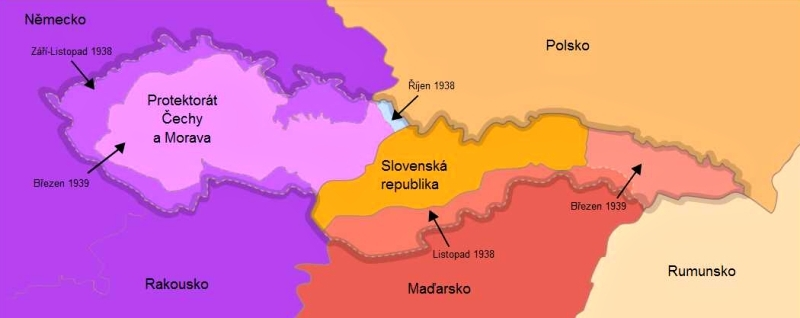 Německo
Polsko
Září-Listopad 1938
Říjen 1938
Protektorát
Čechy
a Morava
Slovenská
republika
Březen 1939
Březen 1939
Listopad 1938
Rakousko
Maďarsko
Rumunsko